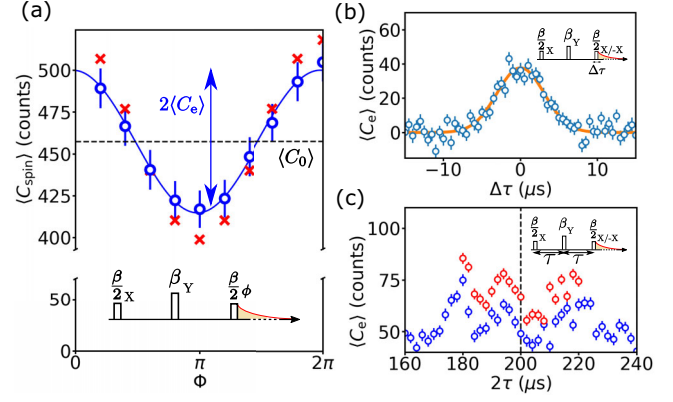 (a)
⟨C_spin⟩ (counts)
500
475
450
425
400
50
0
2⟨C_e⟩
⟨C_0⟩
β/2 X
β_Y
β/2 ϕ
0
π
2π
Φ
(b)
⟨C_e⟩ (counts)
60
40
20
0
β/2 X
β_Y
β/2 X/-X
Δτ
−10
0
10
Δτ (μs)
(c)
⟨C_e⟩ (counts)
100
75
50
β/2 X
β_Y
β/2 X/-X
τ
τ
160
180
200
220
240
2τ (μs)